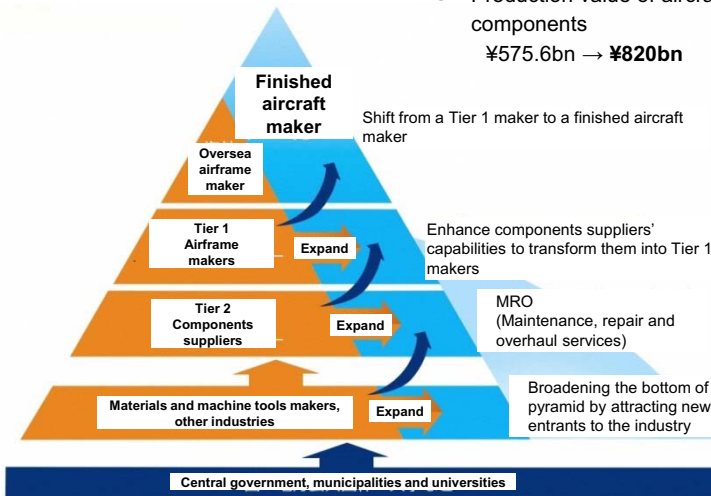 components
¥575.6bn → ¥820bn
Finished
aircraft
maker
Shift from a Tier 1 maker to a finished aircraft
maker
Oversea
airframe
maker
Tier 1
Airframe
makers
Expand
Enhance components suppliers'
capabilities to transform them into Tier 1
makers
Tier 2
Components
suppliers
Expand
MRO
(Maintenance, repair and
overhaul services)
Materials and machine tools makers,
other industries
Expand
Broadening the bottom of
pyramid by attracting new
entrants to the industry
Central government, municipalities and universities